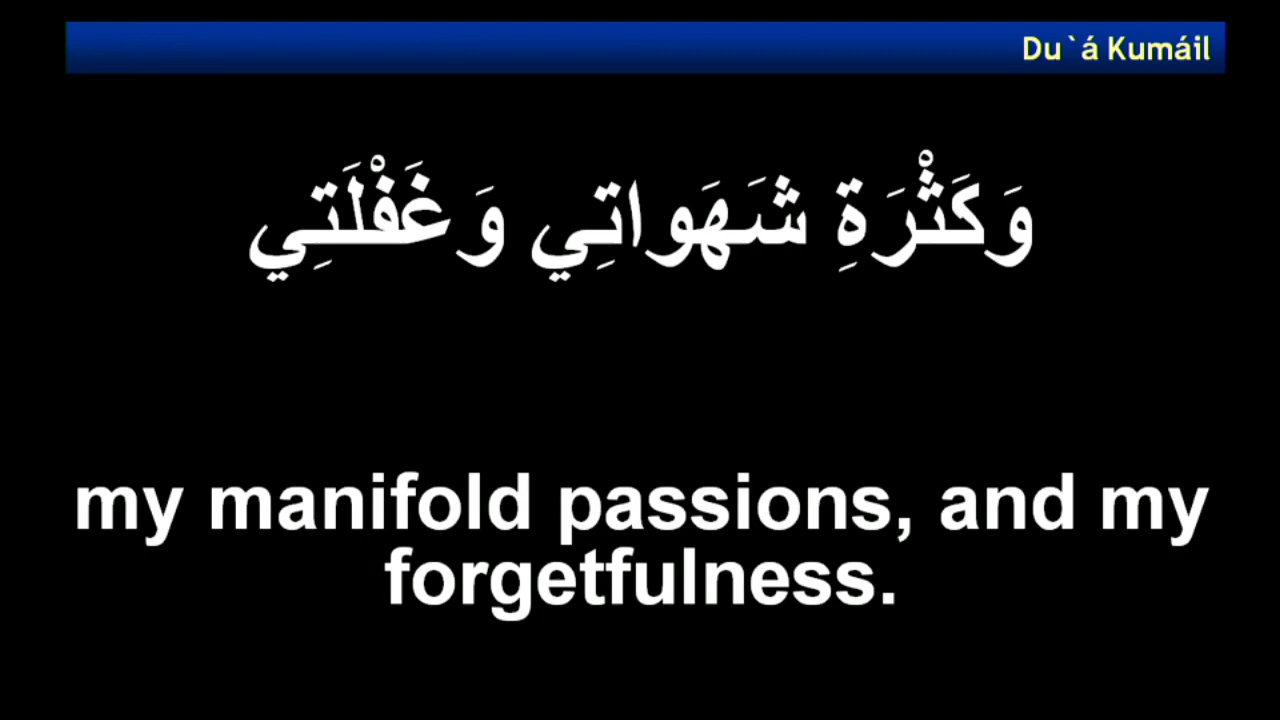 Du`á Kumáil
وَكَثْرَةِ شَهَواتِي وَغَفْلَتِي
my manifold passions, and my
forgetfulness.